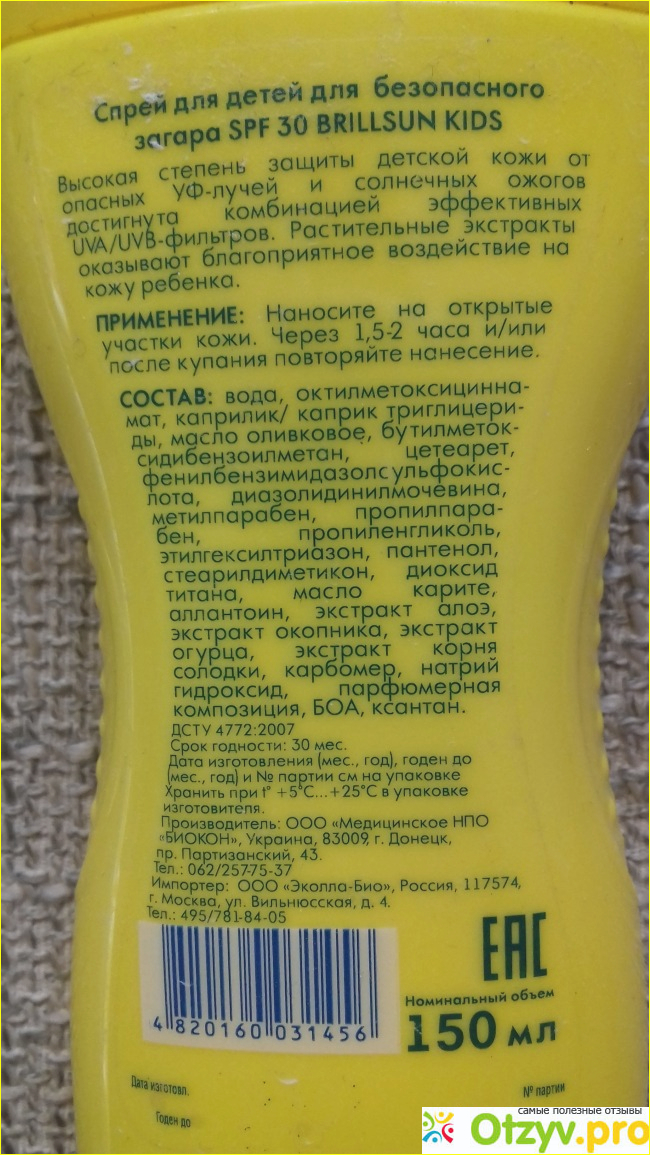 Спрей для детей для безопасного
загара SPF 30 BRILLSUN KIDS
Высокая степень защиты детской кожи от
опасных УФ-лучей и солнечных ожогов
достигнута комбинацией эффективных
UVA/UVB-фильтров. Растительные экстракты
оказывают благоприятное воздействие на
кожу ребенка.
ПРИМЕНЕНИЕ: Наносите на открытые
участки кожи. Через 1,5-2 часа и/или
после купания повторяйте нанесение.
СОСТАВ: вода, октилметоксицинна-
мат, каприлик/ каприк триглицери-
ды, масло оливковое, бутилметок-
сидибензоилметан, цетеарет,
фенилбензимидазолсульфокис-
лота, диазолидинилмочевина,
метилпарабен, пропилпара-
бен, пропиленгликоль,
этилгексилтриазон, пантенол,
стеарилдиметикон, диоксид
титана, масло карите,
аллантоин, экстракт алоэ,
экстракт окопника, экстракт
огурца, экстракт корня
солодки, карбомер, натрий
гидроксид, парфюмерная
композиция, БОА, ксантан.
ДСТУ 4772:2007
Срок годности: 30 мес.
Дата изготовления (мес., год), годен до
(мес., год) и № партии см на упаковке
Хранить при t° +5°С...+25°С в упаковке
изготовителя.
Производитель: ООО «Медицинское НПО
«БИОКОН», Украина, 83009, г. Донецк,
пр. Партизанский, 43.
Тел.: 062/257-75-37
Импортер: ООО «Эколла-Био», Россия, 117574,
г. Москва, ул. Вильнюсская, д. 4.
Тел.: 495/781-84-05
EAC
Номинальный объем
150 мл
4 820160 031456
Дата изготовл.
№ партии
Годен до
самые полезные отзывы
Otzyv.pro